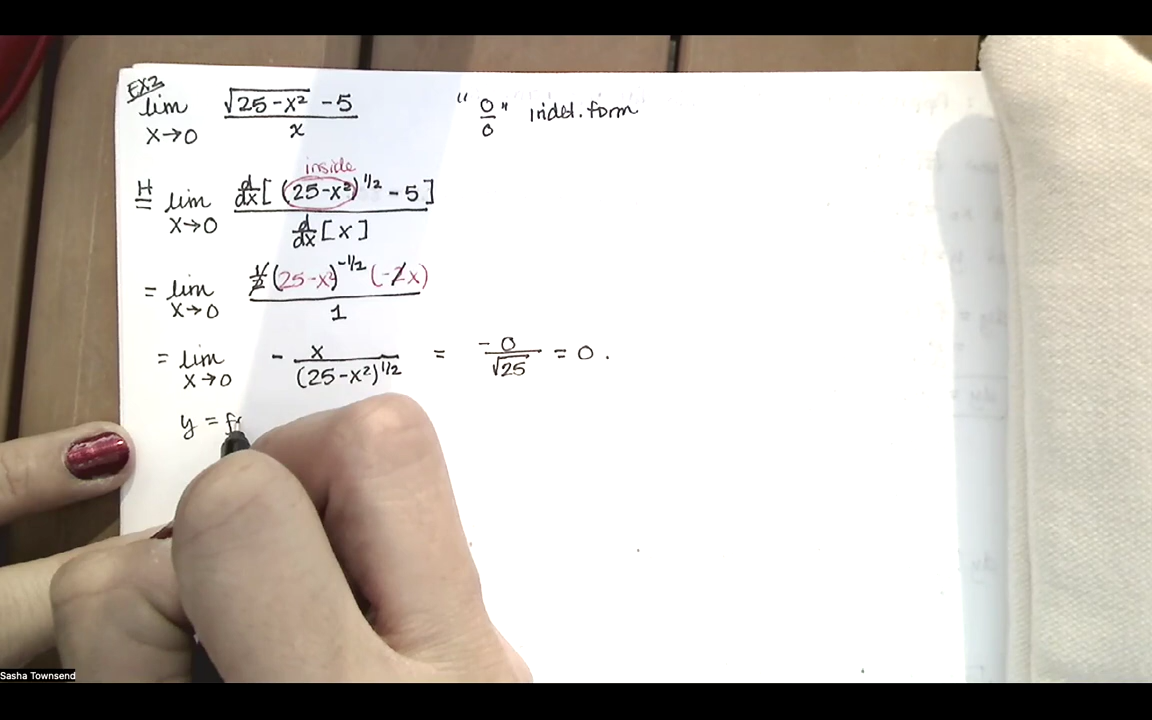 EX2
lim x→0 (√(25-x²) -5)/x "0/0" indet. form
inside
H= lim x→0 d/dx[(25-x²)^1/2 - 5] / d/dx[x]
= lim x→0 1/2(25-x²)^-1/2 (-2x) / 1
= lim x→0 - x/(25-x²)^1/2 = -0/√25 = 0.
y = f
Sasha Townsend